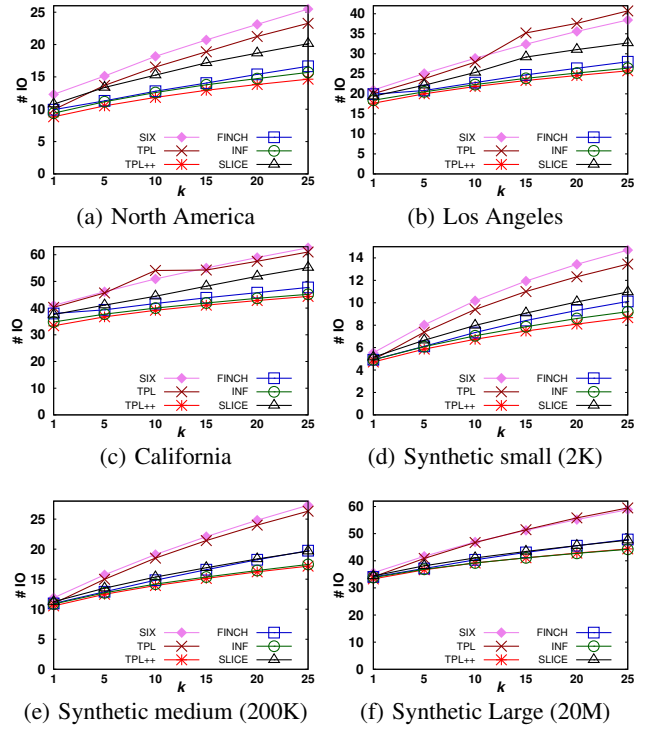 # IO
25
20
15
10
5
0
SIX
TPL
TPL++
FINCH
INF
SLICE
1 5 10 15 20 25
k
(a) North America
# IO
40
35
30
25
20
15
10
5
0
SIX
TPL
TPL++
FINCH
INF
SLICE
1 5 10 15 20 25
k
(b) Los Angeles
# IO
60
50
40
30
20
10
0
SIX
TPL
TPL++
FINCH
INF
SLICE
1 5 10 15 20 25
k
(c) California
# IO
14
12
10
8
6
4
2
0
SIX
TPL
TPL++
FINCH
INF
SLICE
1 5 10 15 20 25
k
(d) Synthetic small (2K)
# IO
25
20
15
10
5
0
SIX
TPL
TPL++
FINCH
INF
SLICE
1 5 10 15 20 25
k
(e) Synthetic medium (200K)
# IO
60
50
40
30
20
10
0
SIX
TPL
TPL++
FINCH
INF
SLICE
1 5 10 15 20 25
k
(f) Synthetic Large (20M)